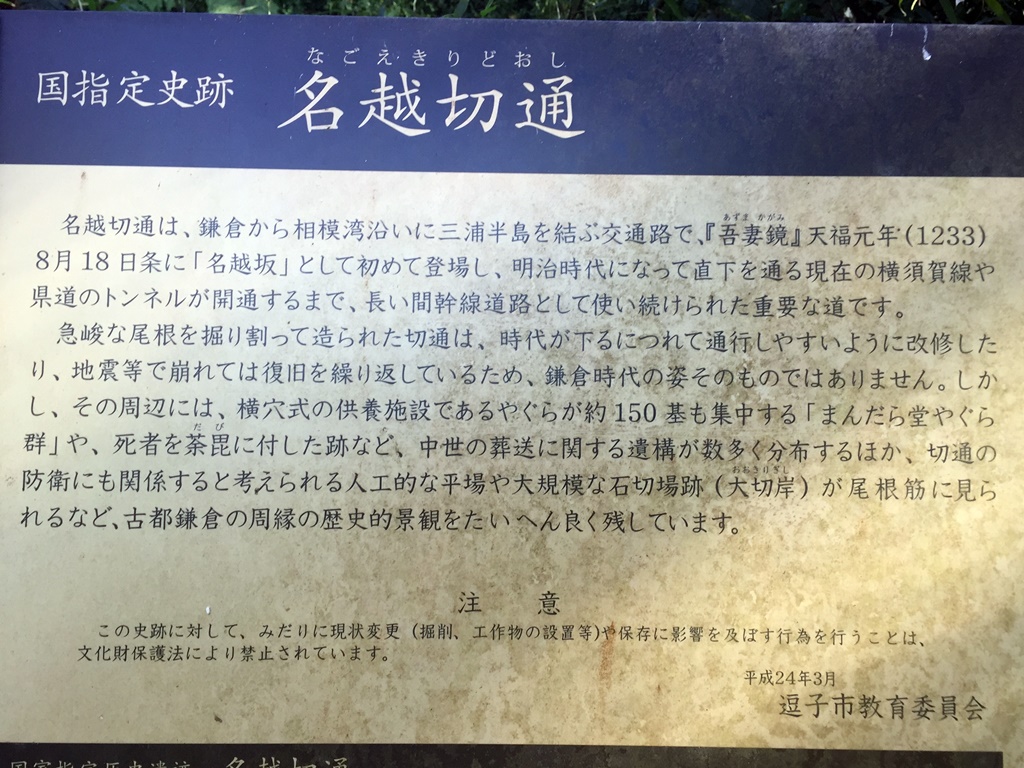 なごえきりどおし
国指定史跡 名越切通
名越切通は、鎌倉から相模湾沿いに三浦半島を結ぶ交通路で、『吾妻鏡』天福元年(1233)
あずま かがみ
8月18日条に「名越坂」として初めて登場し、明治時代になって直下を通る現在の横須賀線や
県道のトンネルが開通するまで、長い間幹線道路として使い続けられた重要な道です。
急峻な尾根を掘り割って造られた切通は、時代が下るにつれて通行しやすいように改修した
り、地震等で崩れては復旧を繰り返しているため、鎌倉時代の姿そのものではありません。しか
し、その周辺には、横穴式の供養施設であるやぐらが約150基も集中する「まんだら堂やぐら
群」や、死者を荼毘に付した跡など、中世の葬送に関する遺構が数多く分布するほか、切通の
だび
防衛にも関係すると考えられる人工的な平場や大規模な石切場跡(大切岸)が尾根筋に見ら
おおきりぎし
れるなど、古都鎌倉の周縁の歴史的景観をたいへん良く残しています。
注 意
この史跡に対して、みだりに現状変更(掘削、工作物の設置等)や保存に影響を及ぼす行為を行うことは、
文化財保護法により禁止されています。
平成24年3月
逗子市教育委員会
国家指定历史遗迹 名越切通